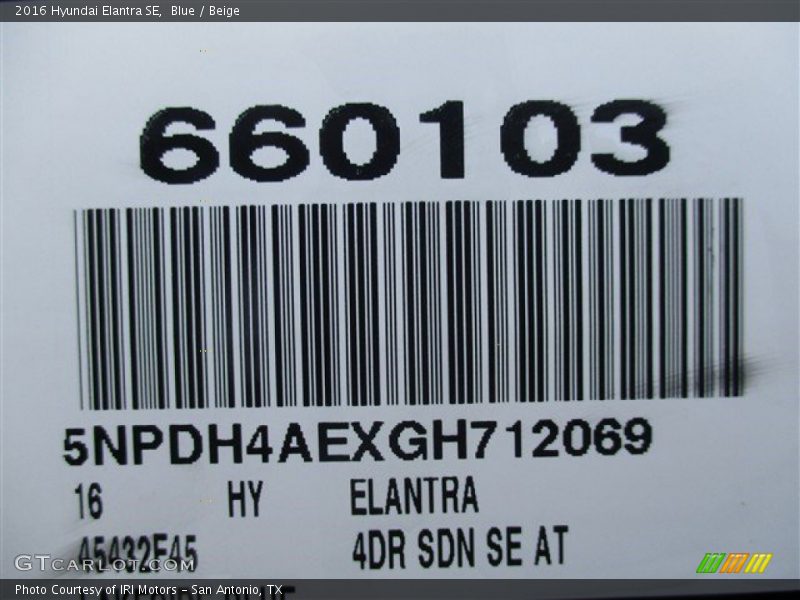 2016 Hyundai Elantra SE, Blue / Beige
660103
5NPDH4AEXGH712069
16 HY ELANTRA
45432F45 4DR SDN SE AT
GTcarlot.com
Photo Courtesy of IRI Motors – San Antonio, TX